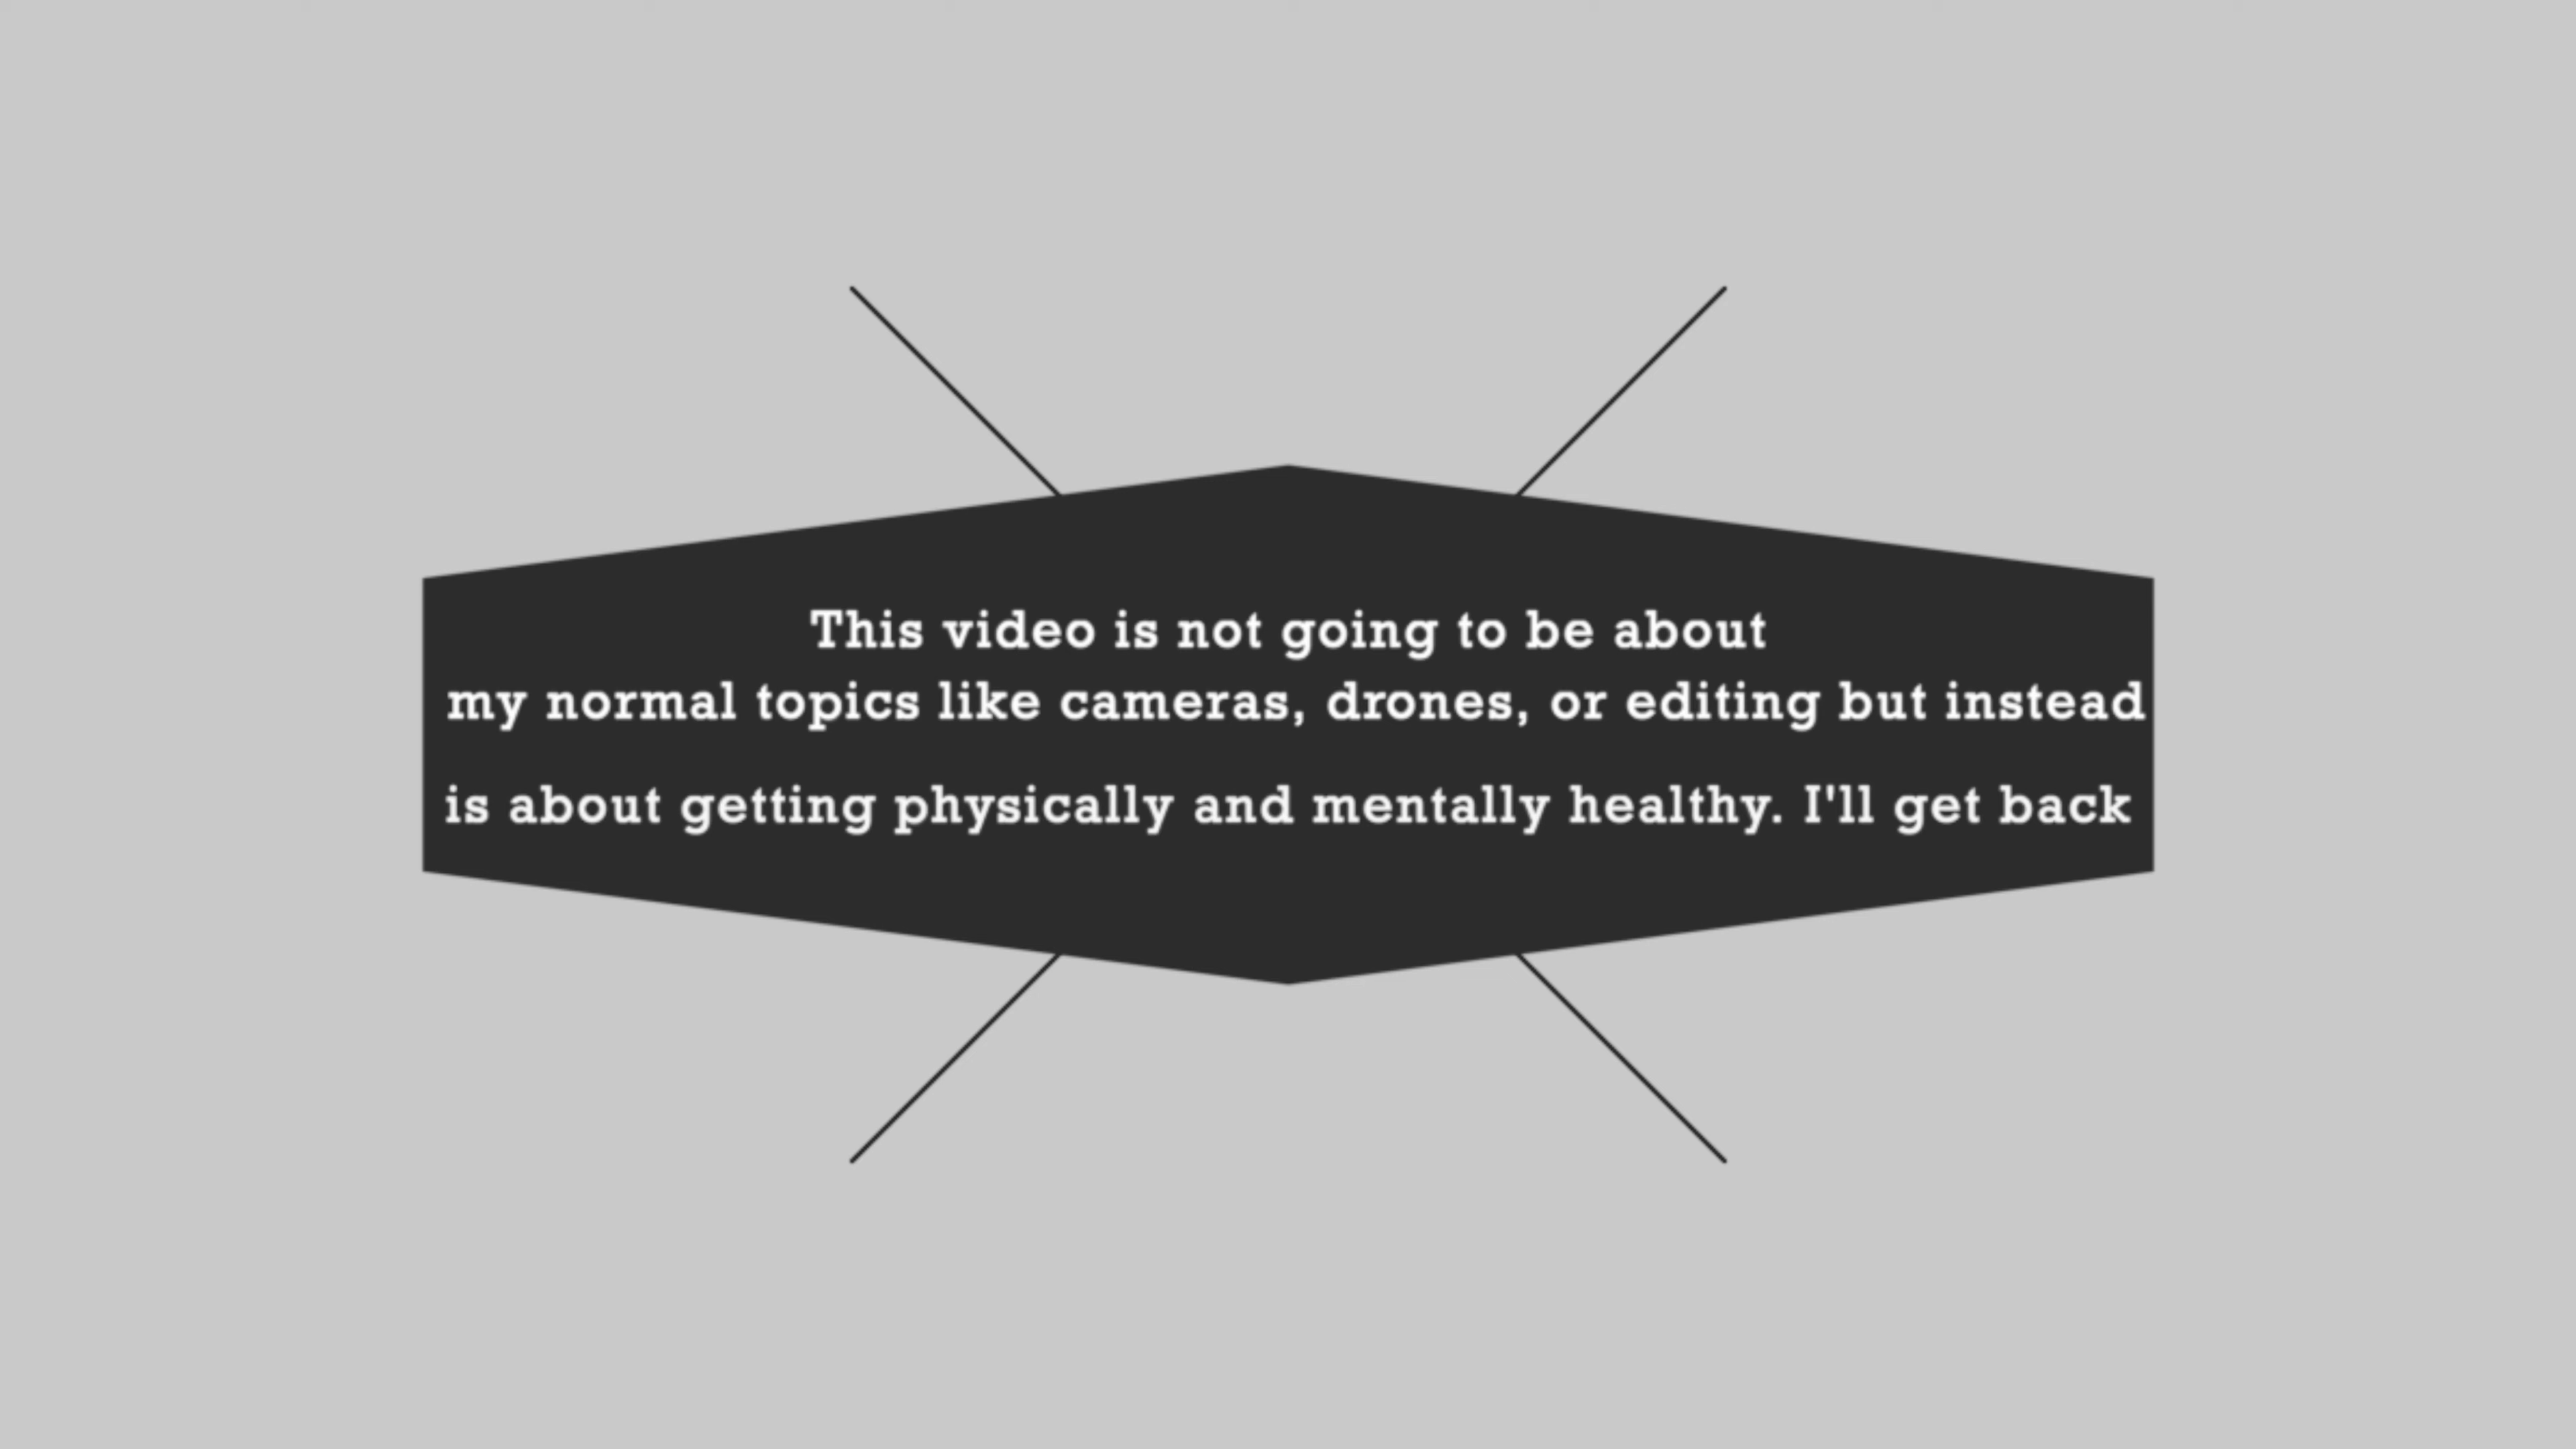 This video is not going to be about
my normal topics like cameras, drones, or editing but instead
is about getting physically and mentally healthy. I'll get back